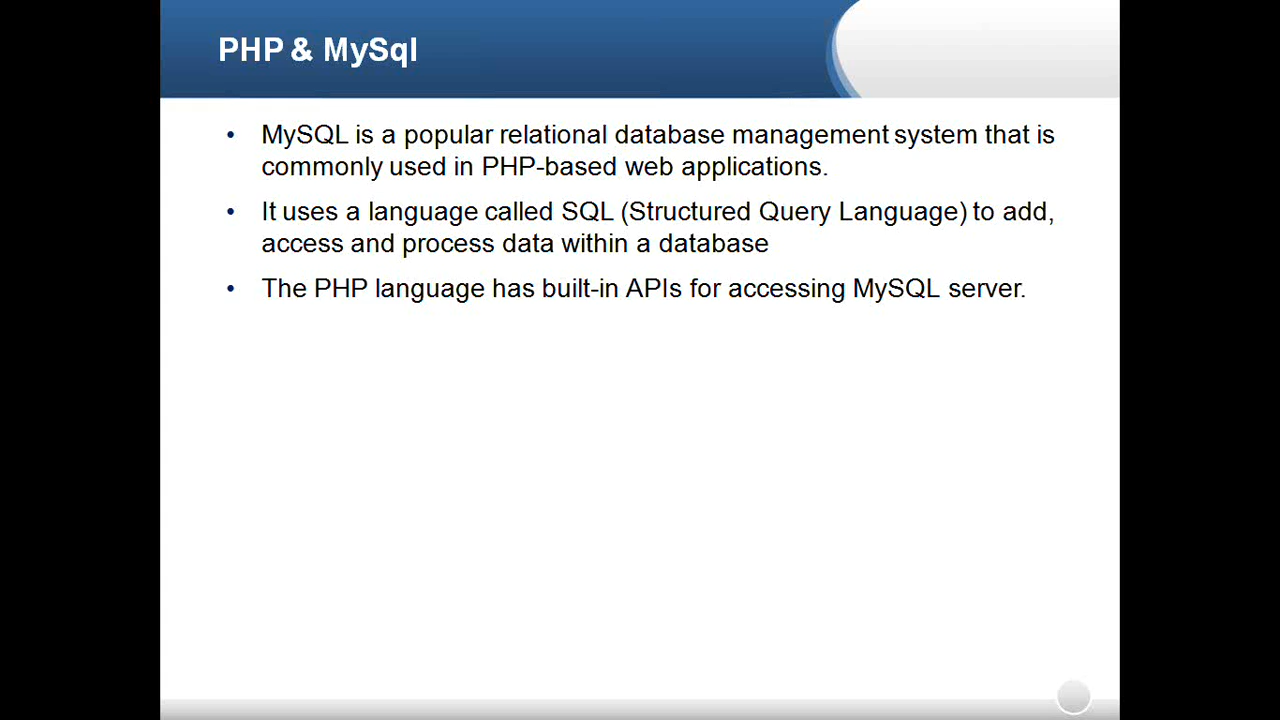 PHP & MySql
• MySQL is a popular relational database management system that is
commonly used in PHP-based web applications.
• It uses a language called SQL (Structured Query Language) to add,
access and process data within a database
• The PHP language has built-in APIs for accessing MySQL server.